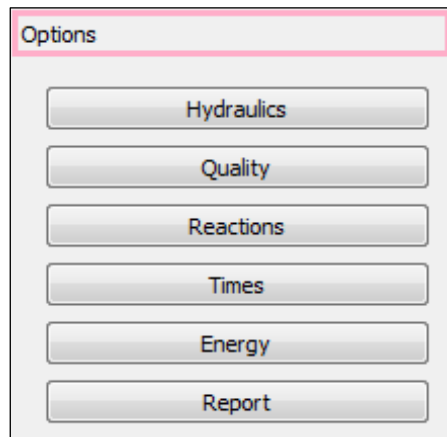 Options
Hydraulics
Quality
Reactions
Times
Energy
Report